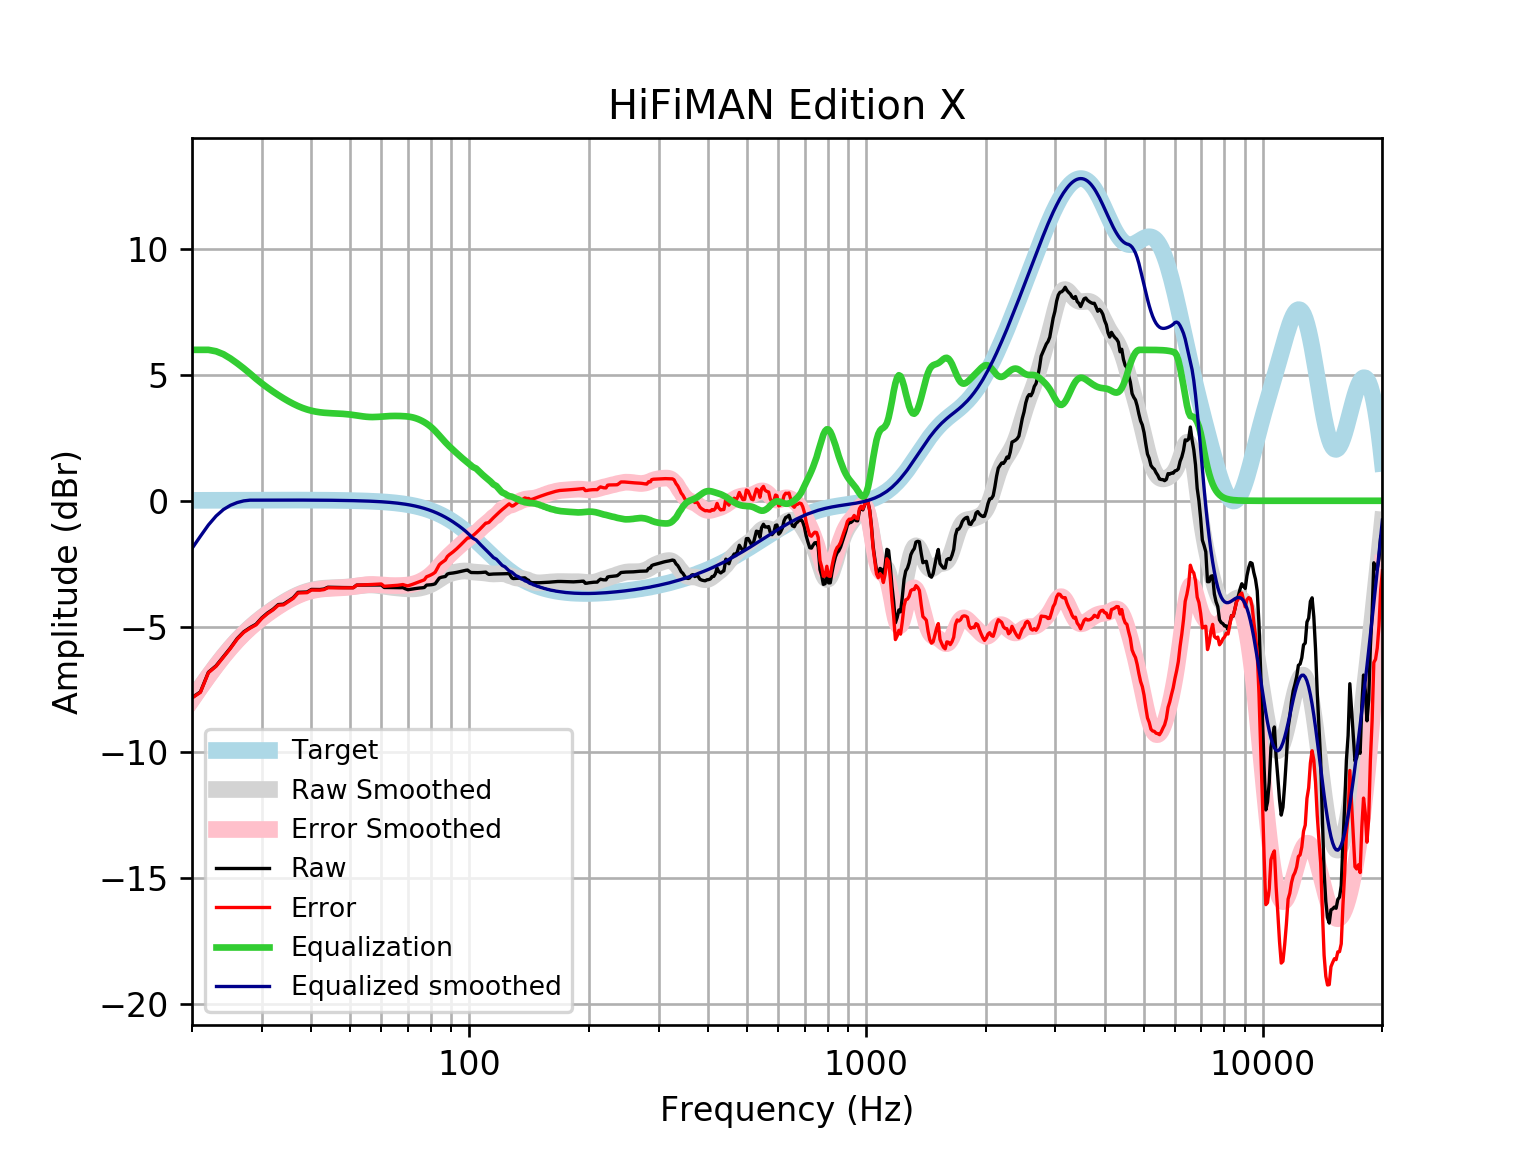 HiFiMAN Edition X
Amplitude (dBr)
10
5
0
−5
−10
−15
−20
Target
Raw Smoothed
Error Smoothed
Raw
Error
Equalization
Equalized smoothed
100
1000
10000
Frequency (Hz)